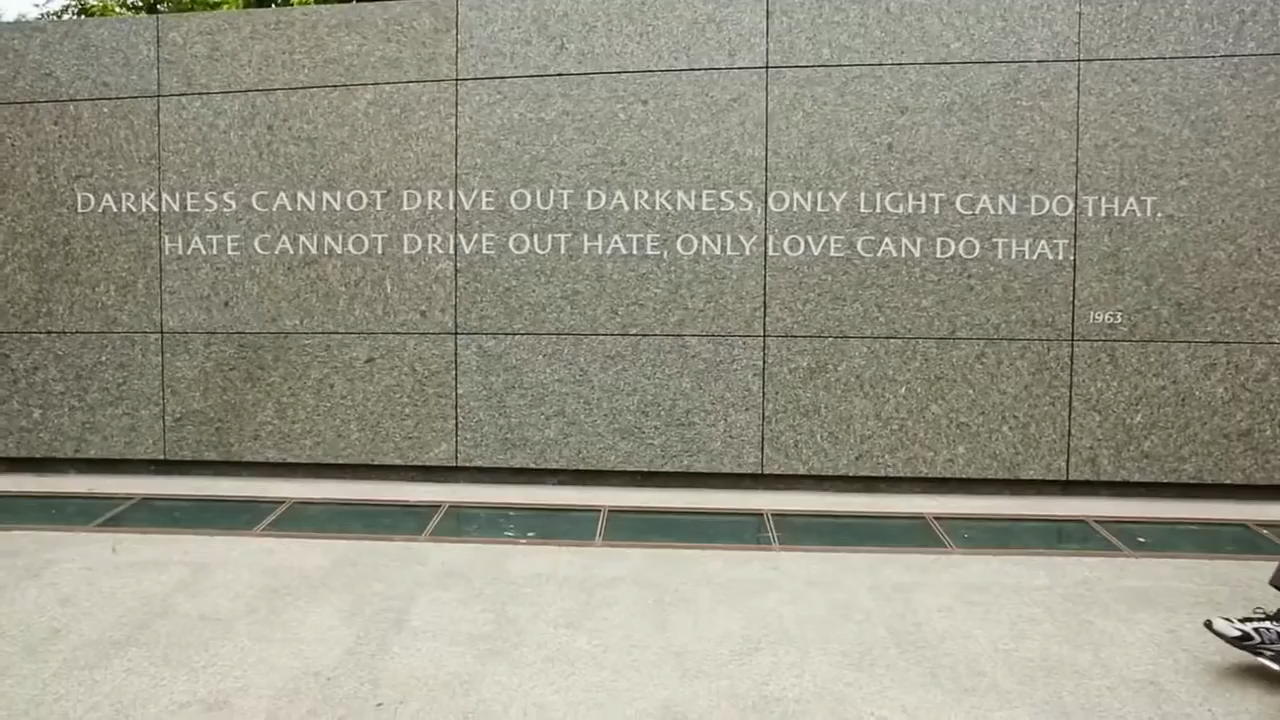 DARKNESS CANNOT DRIVE OUT DARKNESS, ONLY LIGHT CAN DO THAT.
HATE CANNOT DRIVE OUT HATE, ONLY LOVE CAN DO THAT.
1963